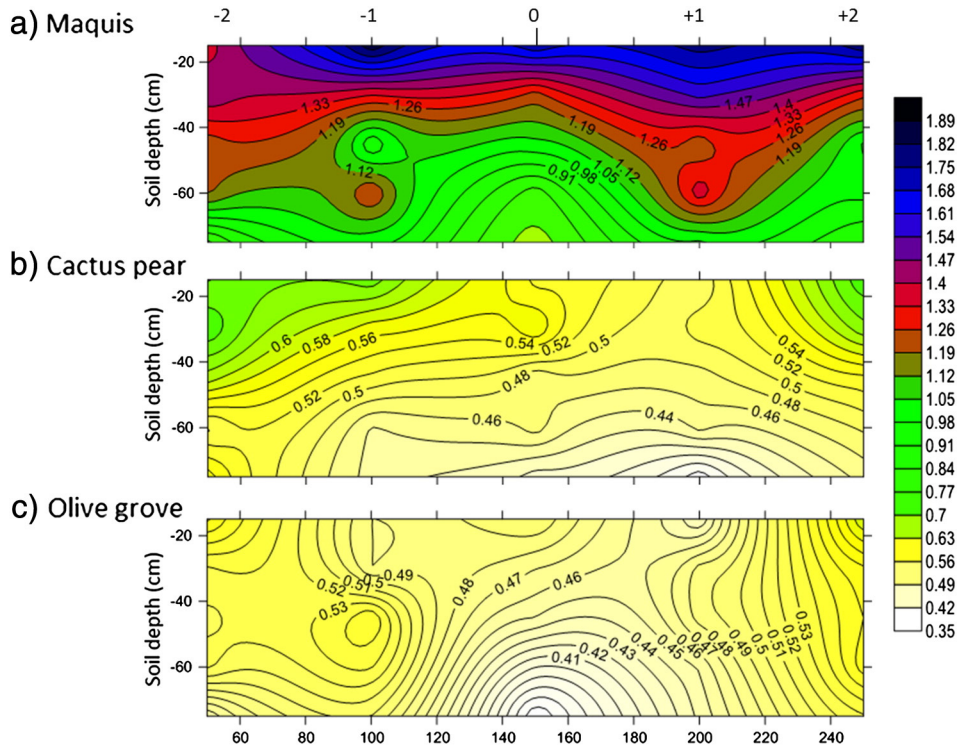 a) Maquis
-2 -1 0 +1 +2
-20
-40
-60
Soil depth (cm)
1.33 1.26 1.19 1.12 1.19 1.26 1.47 1.4 1.33 1.26 1.19
0.91 0.98 1.05 1.12
b) Cactus pear
-20
-40
-60
Soil depth (cm)
0.6 0.58 0.56 0.54 0.52 0.5 0.54
0.52 0.5 0.48 0.52 0.5 0.48
0.46 0.44 0.46
c) Olive grove
-20
-40
-60
Soil depth (cm)
0.52 0.51 0.5 0.49 0.48 0.47 0.46
0.53
0.41 0.42 0.43 0.44 0.45 0.46 0.47 0.48 0.49 0.5 0.51 0.52 0.53
60 80 100 120 140 160 180 200 220 240
1.89
1.82
1.75
1.68
1.61
1.54
1.47
1.4
1.33
1.26
1.19
1.12
1.05
0.98
0.91
0.84
0.77
0.7
0.63
0.56
0.49
0.42
0.35